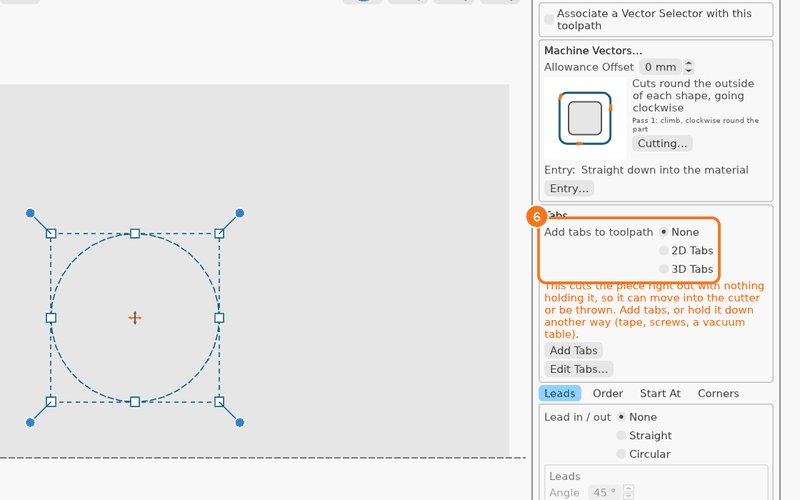 Associate a Vector Selector with this
toolpath
Machine Vectors...
Allowance Offset 0 mm
Cuts round the outside
of each shape, going
clockwise
Pass 1: climb, clockwise round the
part
Cutting...
Entry: Straight down into the material
Entry...
Tabs
6
Add tabs to toolpath None
2D Tabs
3D Tabs
This cuts the piece right out with nothing
holding it, so it can move into the cutter
or be thrown. Add tabs, or hold it down
another way (tape, screws, a vacuum
table).
Add Tabs
Edit Tabs...
Leads Order Start At Corners
Lead in / out None
Straight
Circular
Leads
Angle 45 °